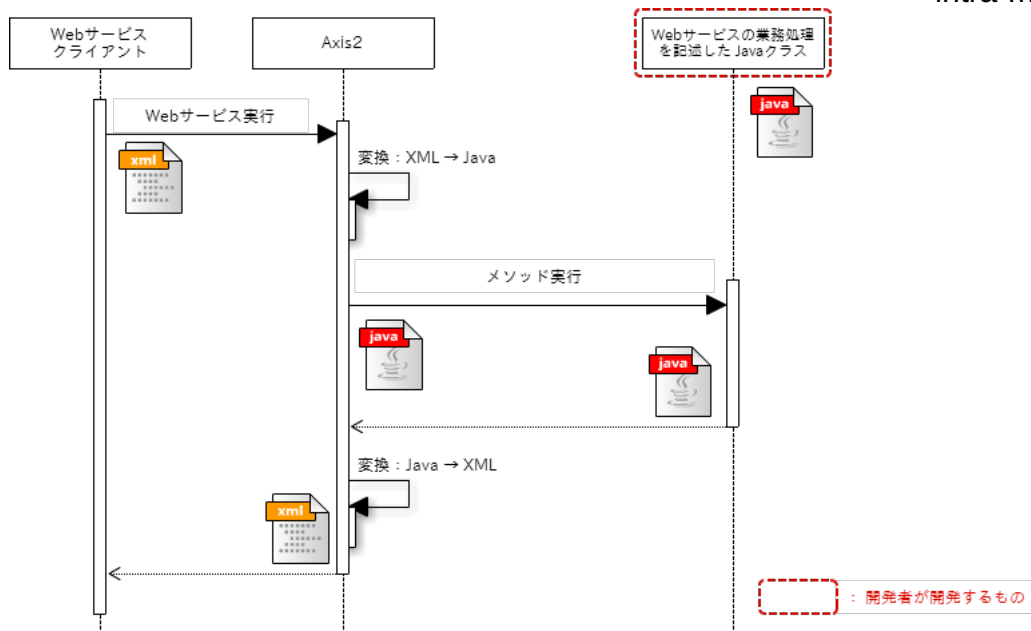 Webサービス
クライアント
Axis2
Webサービスの業務処理
を記述した Javaクラス
java
Webサービス実行
xml
変換：XML → Java
メソッド実行
java
java
変換：Java → XML
xml
： 開発者が開発するもの